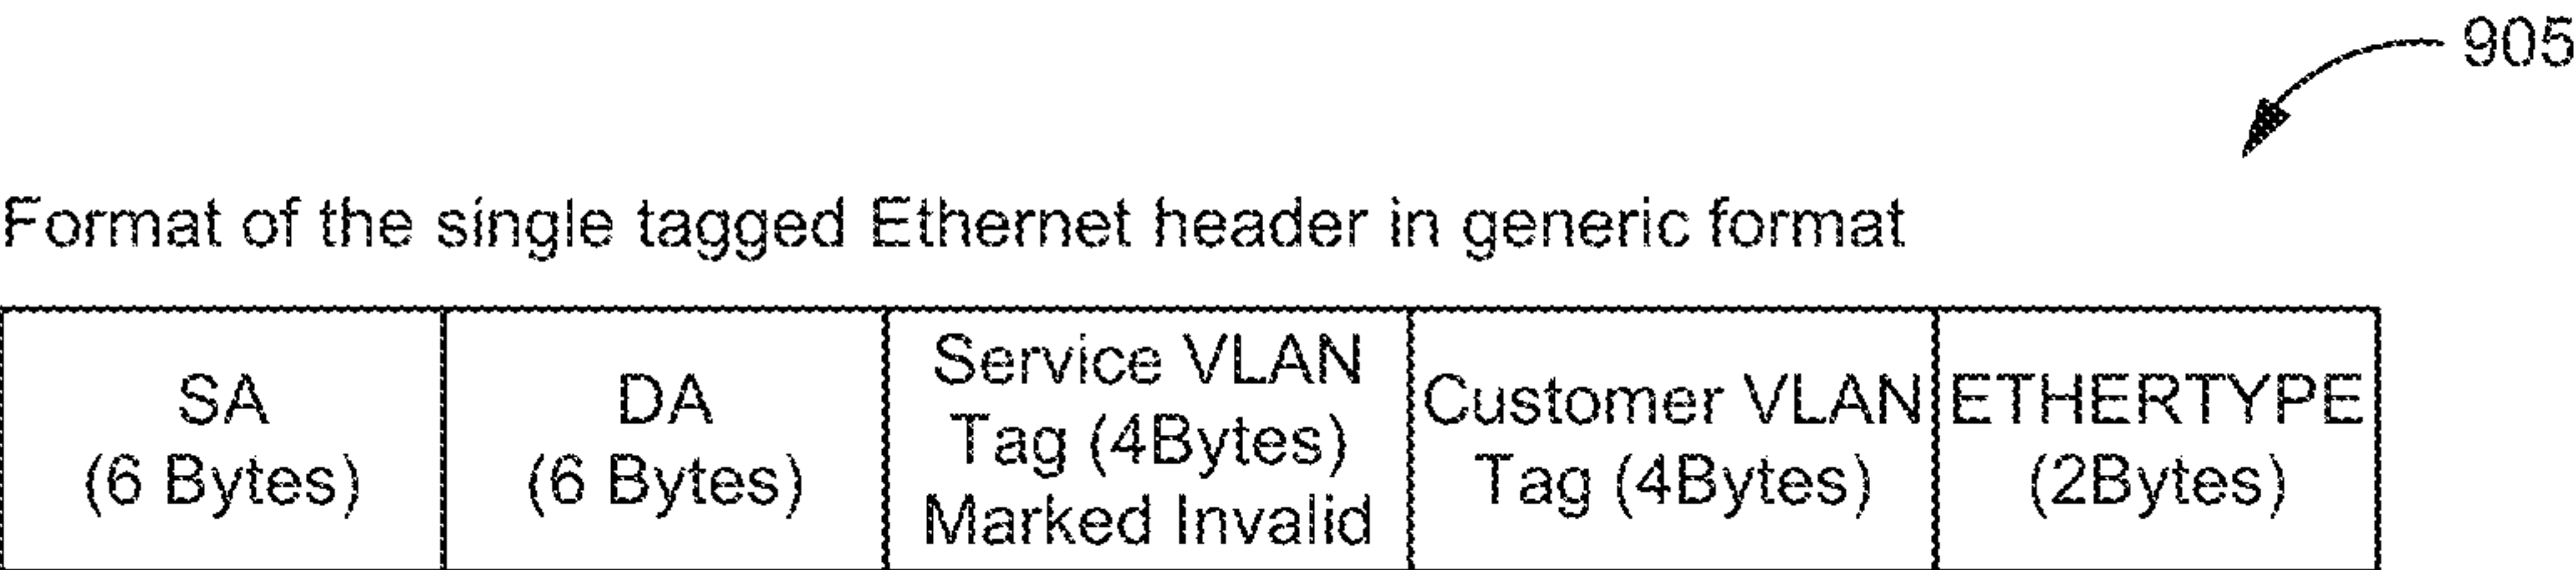 905
Format of the single tagged Ethernet header in generic format
SA
(6 Bytes)
DA
(6 Bytes)
Service VLAN
Tag (4Bytes)
Marked Invalid
Customer VLAN
Tag (4Bytes)
ETHERTYPE
(2Bytes)